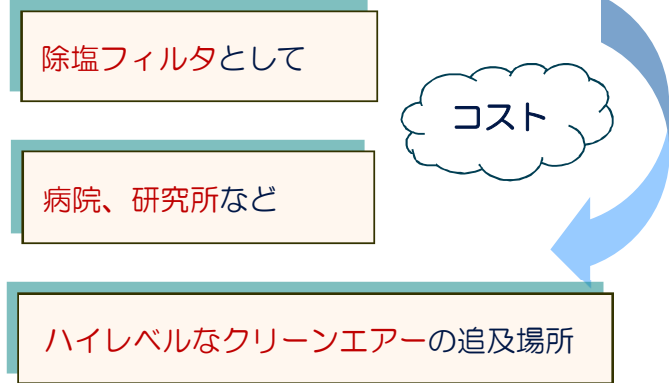 除塩フィルタとして
コスト
病院、研究所など
ハイレベルなクリーンエアーの追及場所